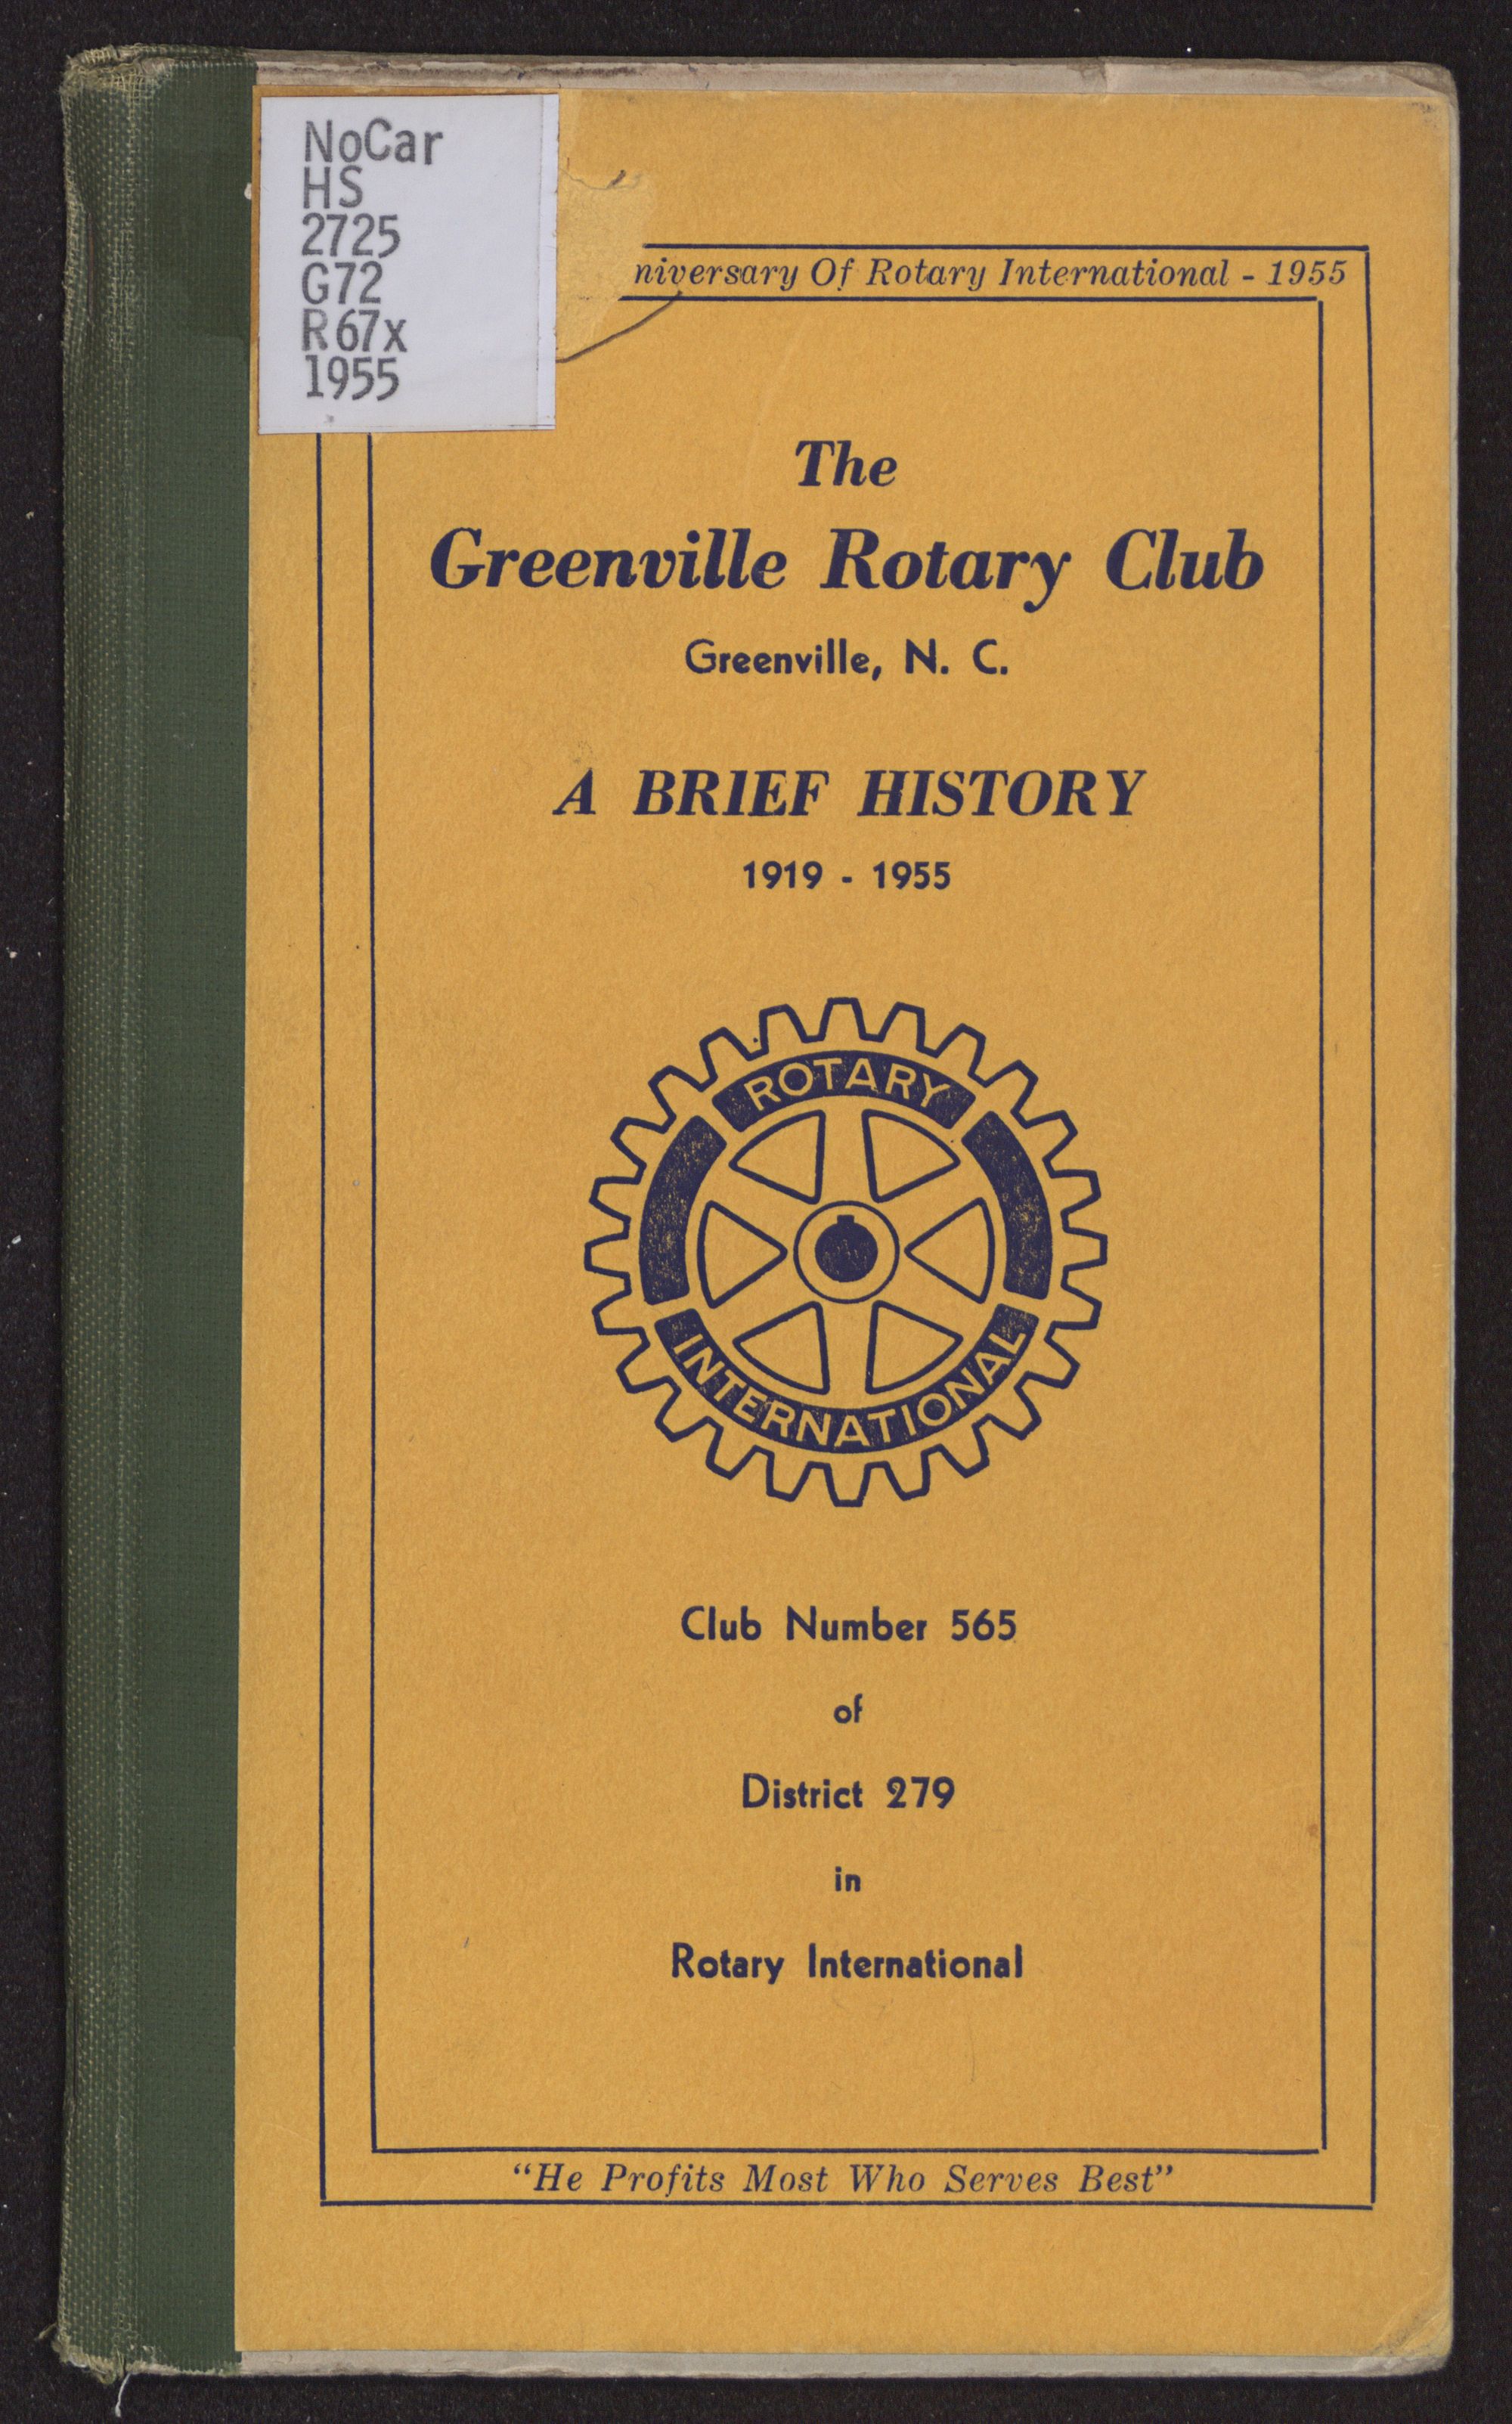 NoCar
HS
2725
G72
R67x
1955
niversary Of Rotary International - 1955
The
Greenville Rotary Club
Greenville, N. C.
A BRIEF HISTORY
1919 - 1955
ROTARY
INTERNATIONAL
Club Number 565
of
District 279
in
Rotary International
“He Profits Most Who Serves Best”